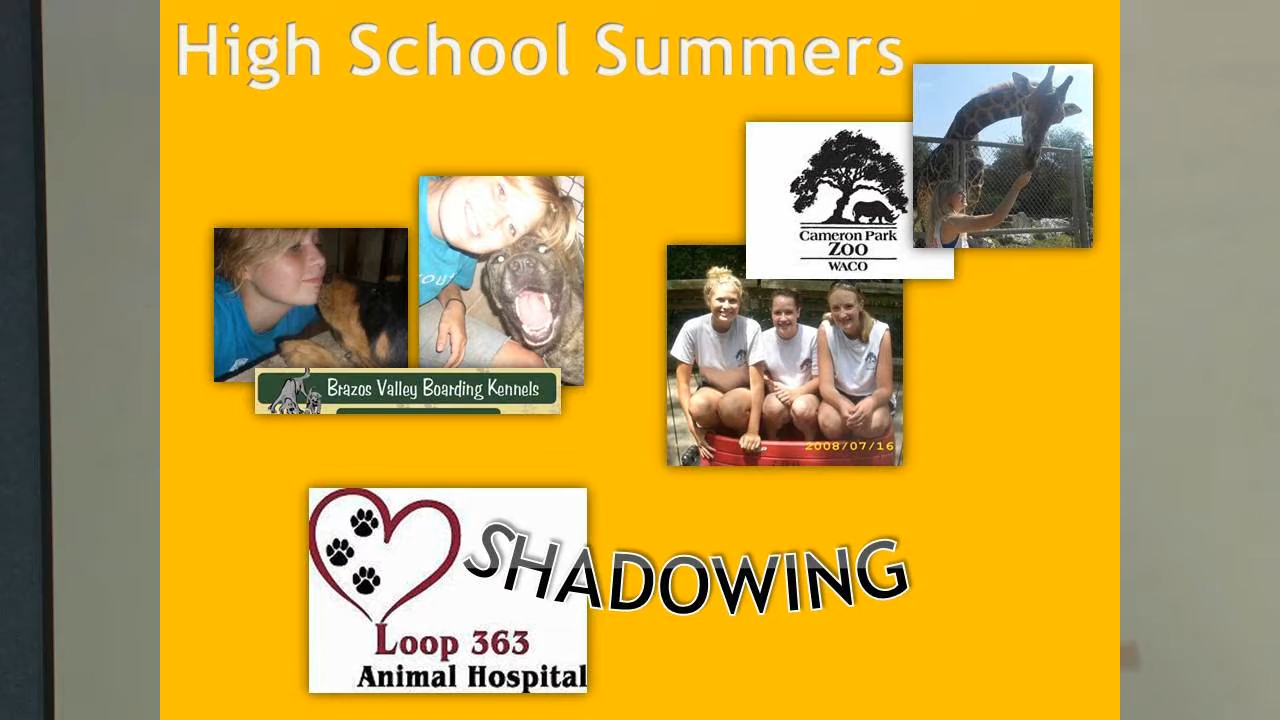 High School Summers
Cameron Park
ZOO
WACO
Brazos Valley Boarding Kennels
2008/07/16
SHADOWING
Loop 363
Animal Hospital